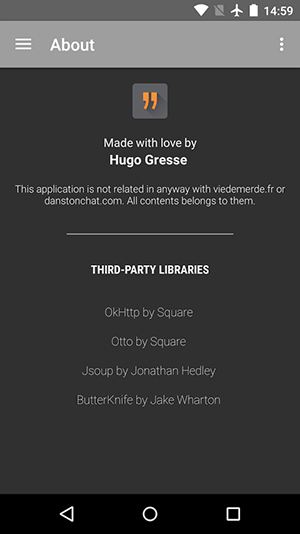 14:59
About
Made with love by
Hugo Gresse
This application is not related in anyway with viedemerde.fr or
danstonchat.com. All contents belongs to them.
THIRD-PARTY LIBRARIES
OkHttp by Square
Otto by Square
Jsoup by Jonathan Hedley
ButterKnife by Jake Wharton